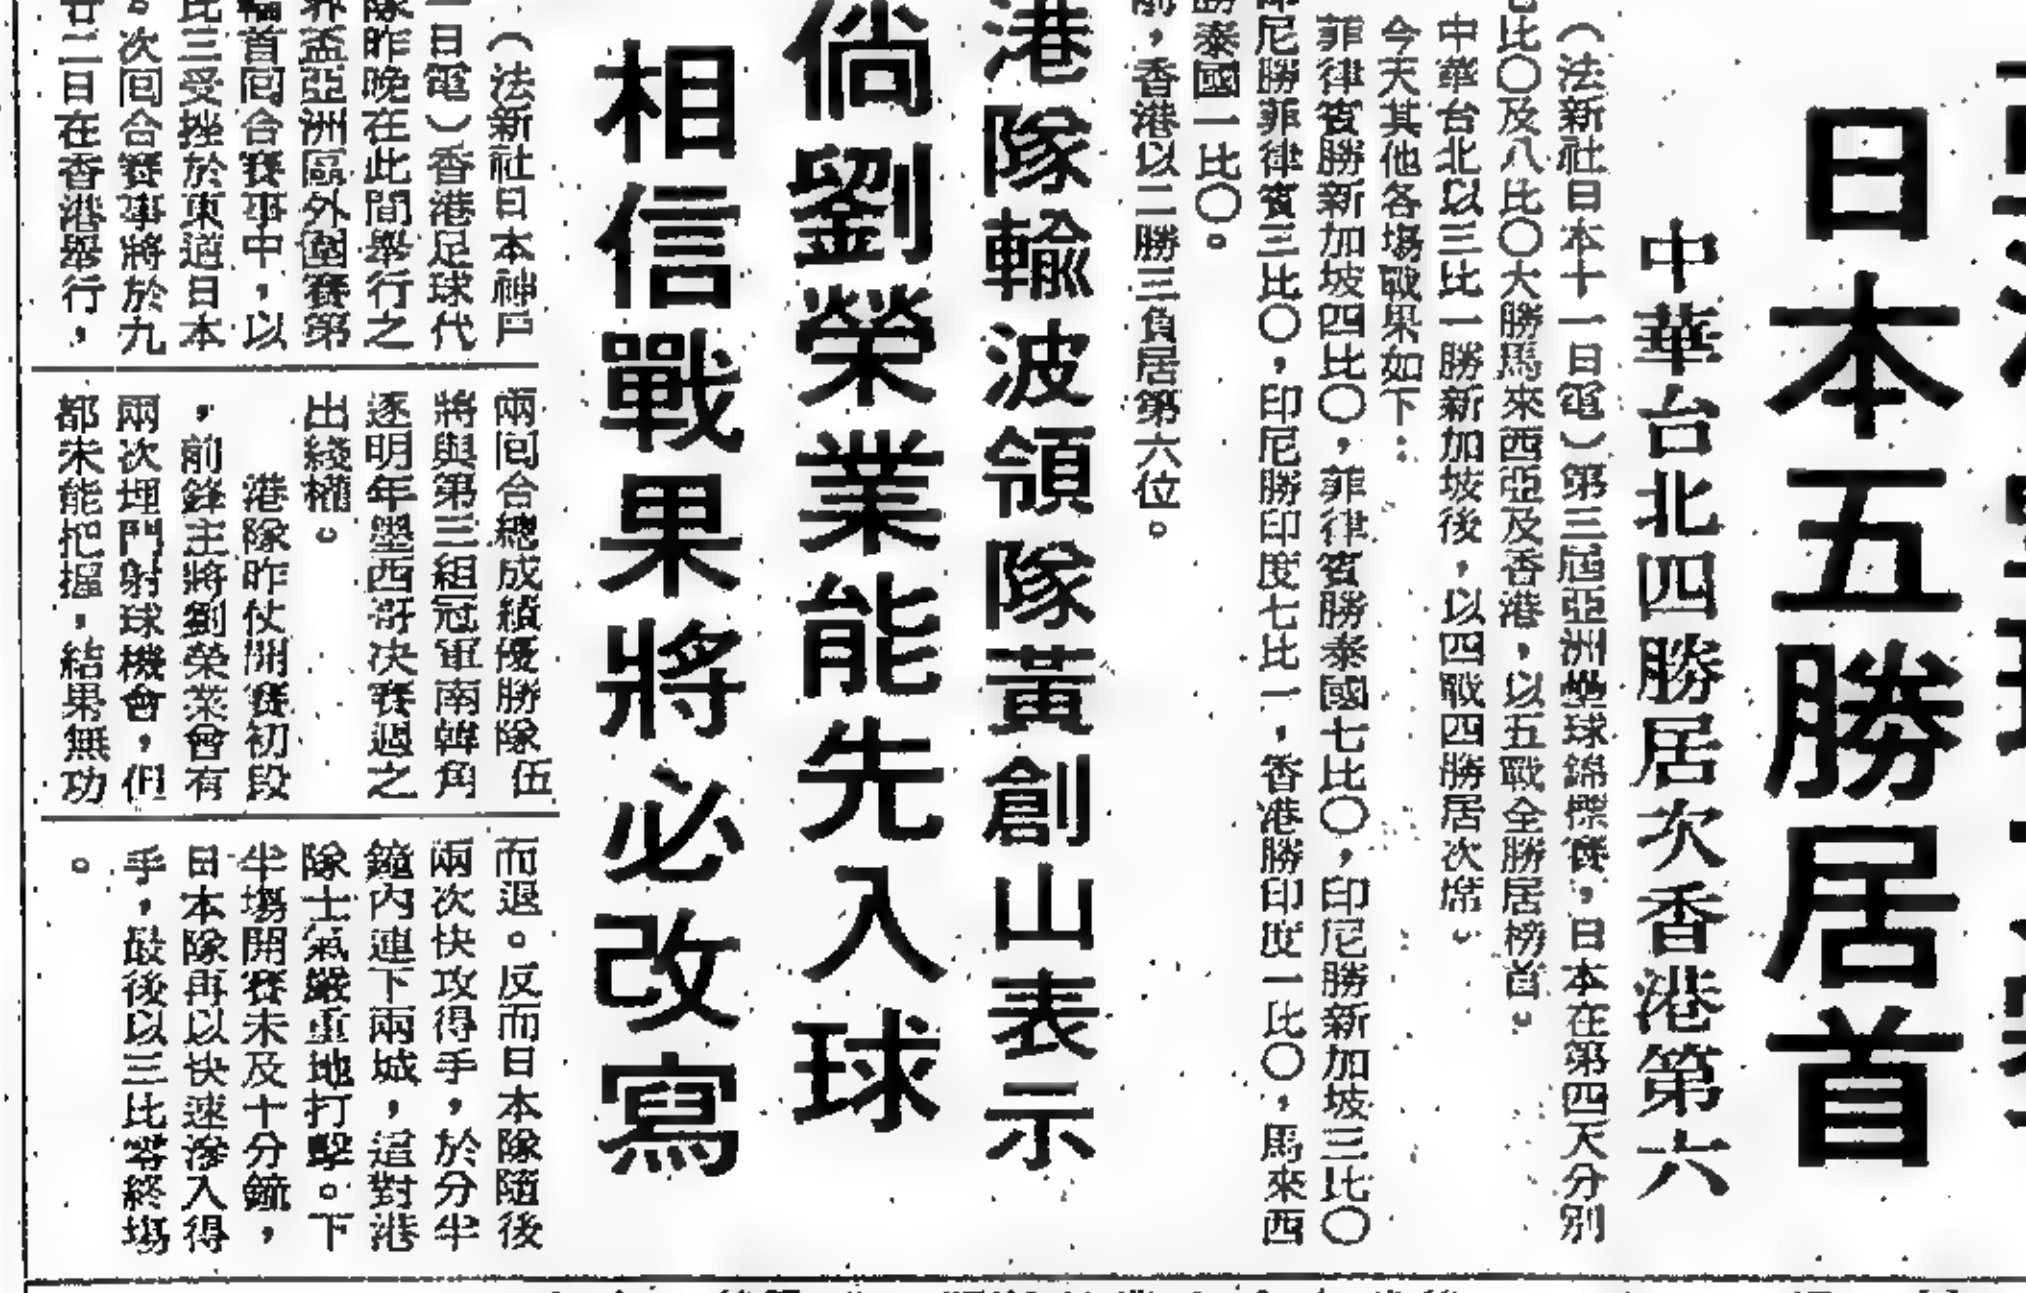 日本五勝居首
中華台北四勝居次香港第六
（法新社日本十一日電）第三屆亞洲壘球錦標賽，日本在第四天分別
比〇及八比〇大勝馬來西亞及香港，以五戰全勝居榜首。
中華台北以三比一勝新加坡後，以四戰四勝居次席。
今天其他各場戰果如下：
菲律賓勝新加坡四比〇，菲律賓勝泰國七比〇，印尼勝新加坡三比〇
印尼勝菲律賓三比〇，印尼勝印度七比一，香港勝印度一比〇，馬來西
勝泰國一比〇。
前，香港以二勝三負居第六位。
港隊輸波領隊黃創山表示
倘劉榮業能先入球
相信戰果將必改寫
（法新社日本神戶
一日電）香港足球代
隊昨晚在此間舉行之
界盃亞洲區外圍賽第
輪首回合賽事中，以
比三受挫於東道日本
。次回合賽事將於九
廿二日在香港舉行，
兩回合總成績優勝隊伍
將與第三組冠軍南韓角
逐明年墨西哥決賽週之
出綫權。
港隊昨仗開賽初段
，前鋒主將劉榮業會有
兩次埋門射球機會，但
都未能把握，結果無功
而退。反而日本隊隨後
兩次快攻得手，於分半
鐘內連下兩城，這對港
隊士氣嚴重地打擊。下
半場開賽未及十分鐘，
日本隊再以快速滲入得
手，最後以三比零終場
。